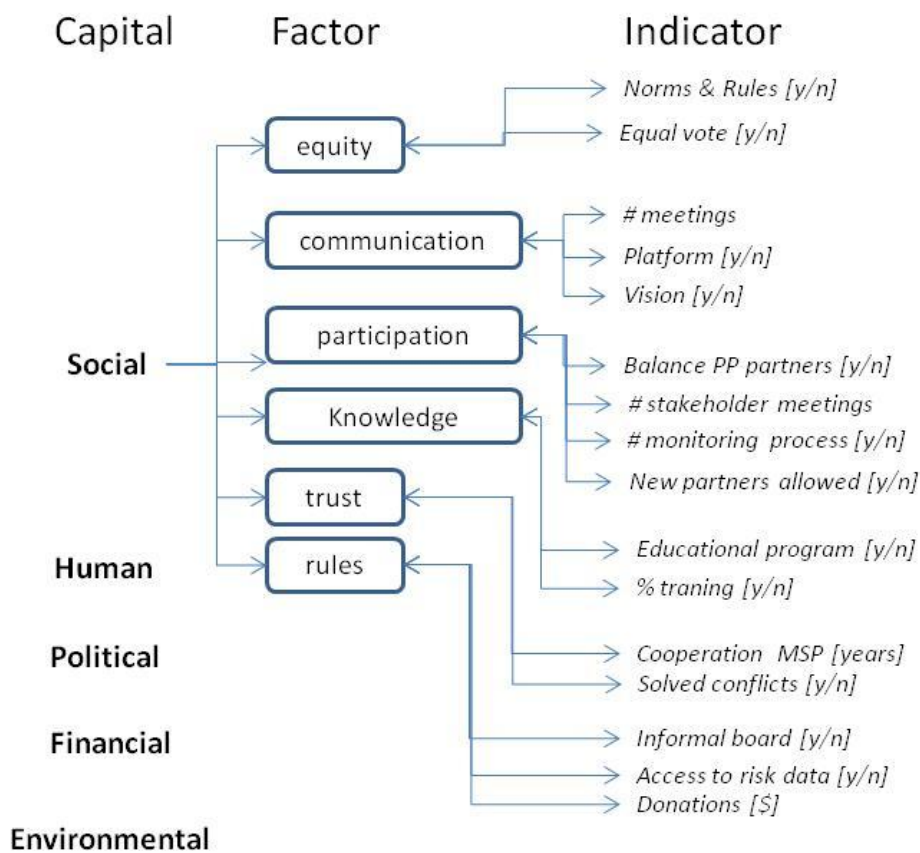 Capital Factor Indicator
Norms & Rules [y/n]
Equal vote [y/n]
equity
# meetings
communication
Platform [y/n]
Vision [y/n]
participation
Social
Balance PP partners [y/n]
# stakeholder meetings
Knowledge
# monitoring process [y/n]
New partners allowed [y/n]
trust
Educational program [y/n]
Human
rules
% traning [y/n]
Political
Cooperation MSP [years]
Solved conflicts [y/n]
Financial
Informal board [y/n]
Access to risk data [y/n]
Donations [$]
Environmental